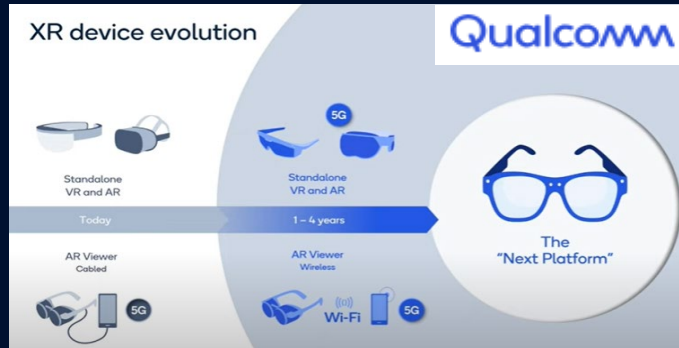 XR device evolution
Qualcomm
5G
Standalone
VR and AR
Standalone
VR and AR
Today
1 – 4 years
The
"Next Platform"
AR Viewer
Cabled
AR Viewer
Wireless
5G
Wi-Fi
5G